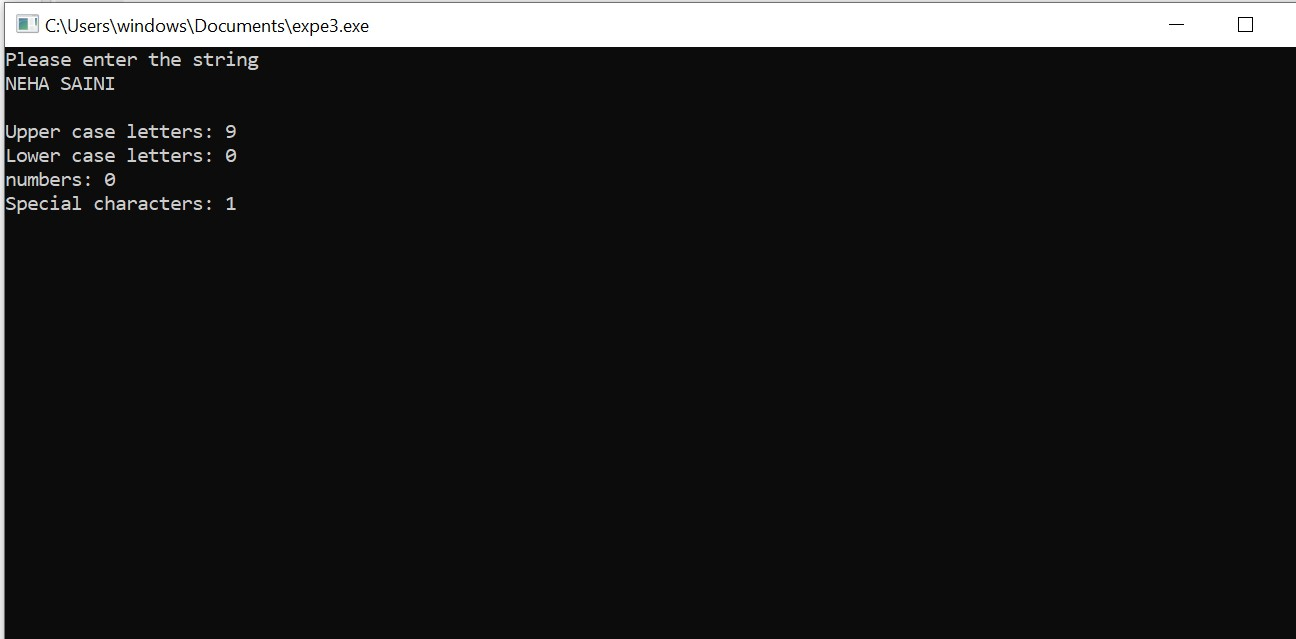 C:\Users\windows\Documents\expe3.exe
Please enter the string
NEHA SAINI

Upper case letters: 9
Lower case letters: 0
numbers: 0
Special characters: 1